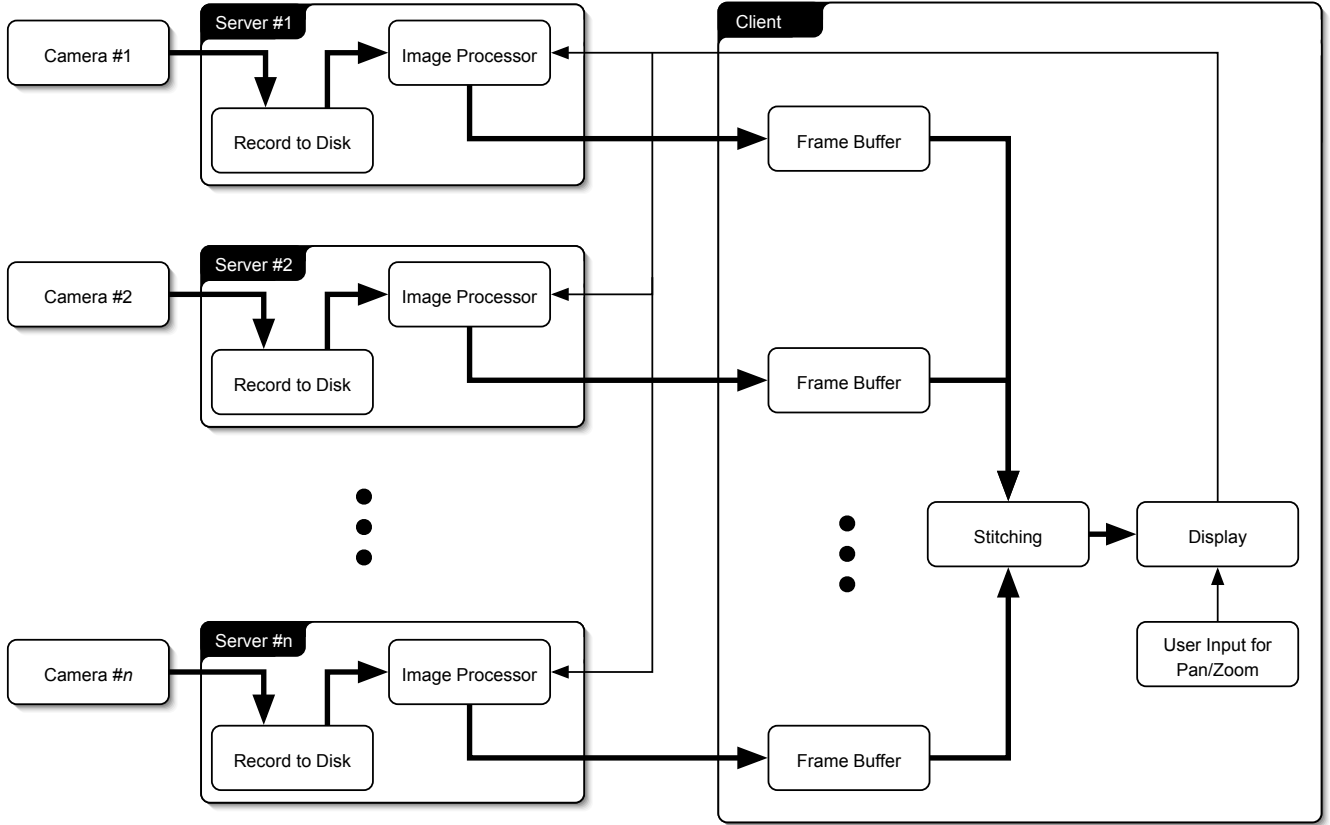 Server #1
Client
Camera #1
Image Processor
Record to Disk
Frame Buffer
Server #2
Camera #2
Image Processor
Record to Disk
Frame Buffer
Stitching
Display
Server #n
Camera #n
Image Processor
User Input for
Pan/Zoom
Record to Disk
Frame Buffer